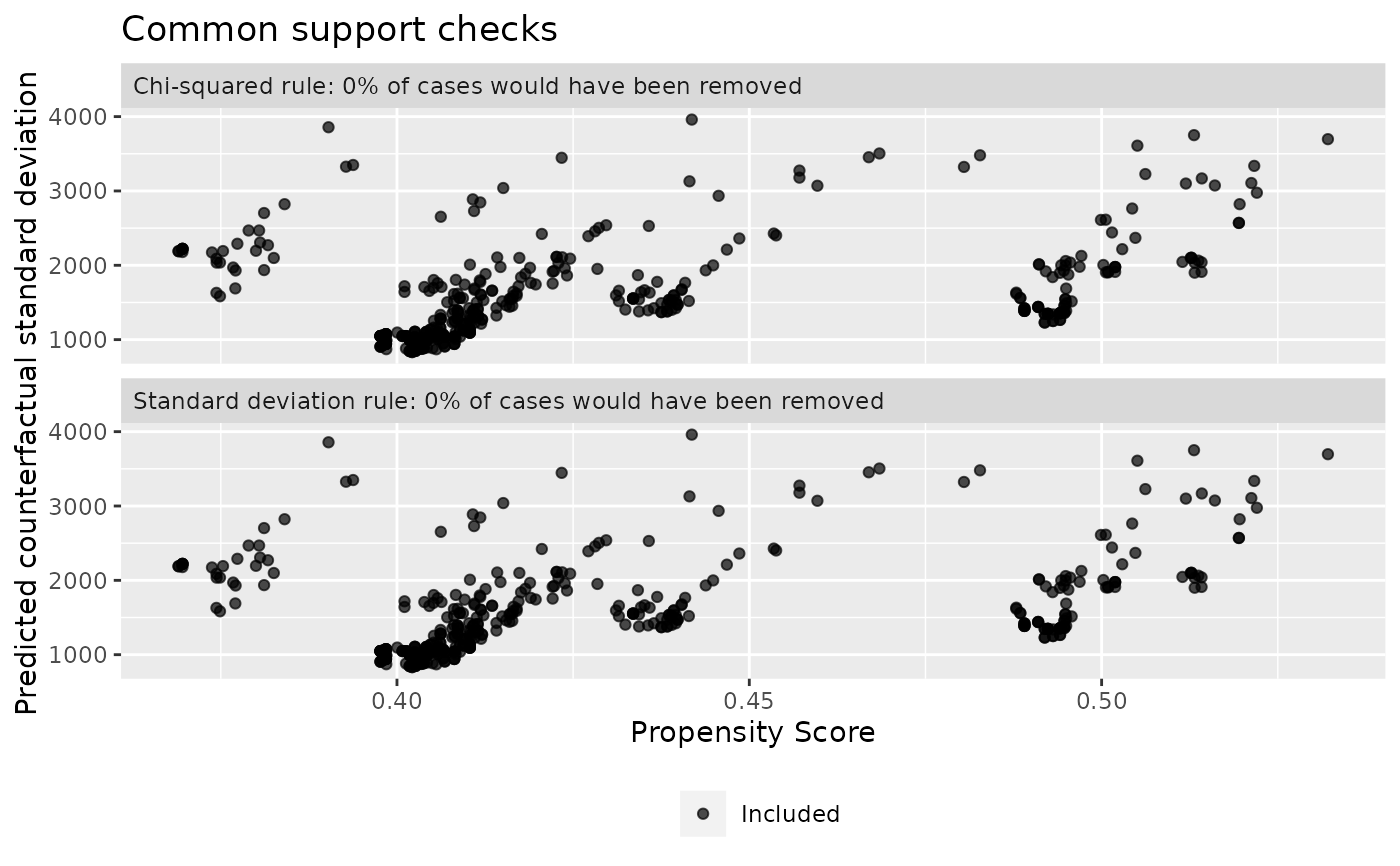 Common support checks
Predicted counterfactual standard deviation
Chi-squared rule: 0% of cases would have been removed
4000
3000
2000
1000
Standard deviation rule: 0% of cases would have been removed
4000
3000
2000
1000
0.40
0.45
0.50
Propensity Score
Included